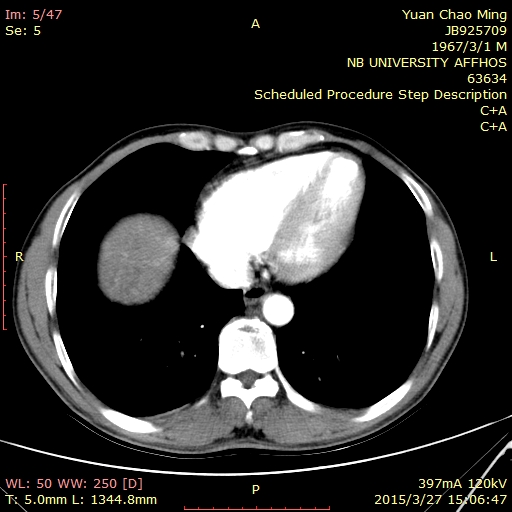 Im: 5/47
Se: 5
A
Yuan Chao Ming
JB925709
1967/3/1 M
NB UNIVERSITY AFFHOS
63634
Scheduled Procedure Step Description
C+A
C+A
R
L
WL: 50 WW: 250 [D]
T: 5.0mm L: 1344.8mm
P
397mA 120kV
2015/3/27 15:06:47